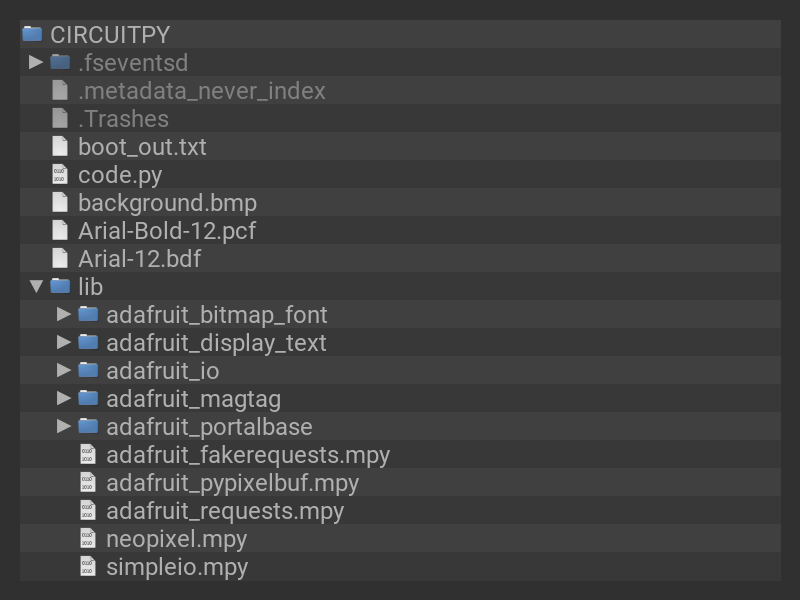 CIRCUITPY
.fseventsd
.metadata_never_index
.Trashes
boot_out.txt
code.py
background.bmp
Arial-Bold-12.pcf
Arial-12.bdf
lib
adafruit_bitmap_font
adafruit_display_text
adafruit_io
adafruit_magtag
adafruit_portalbase
adafruit_fakerequests.mpy
adafruit_pypixelbuf.mpy
adafruit_requests.mpy
neopixel.mpy
simpleio.mpy